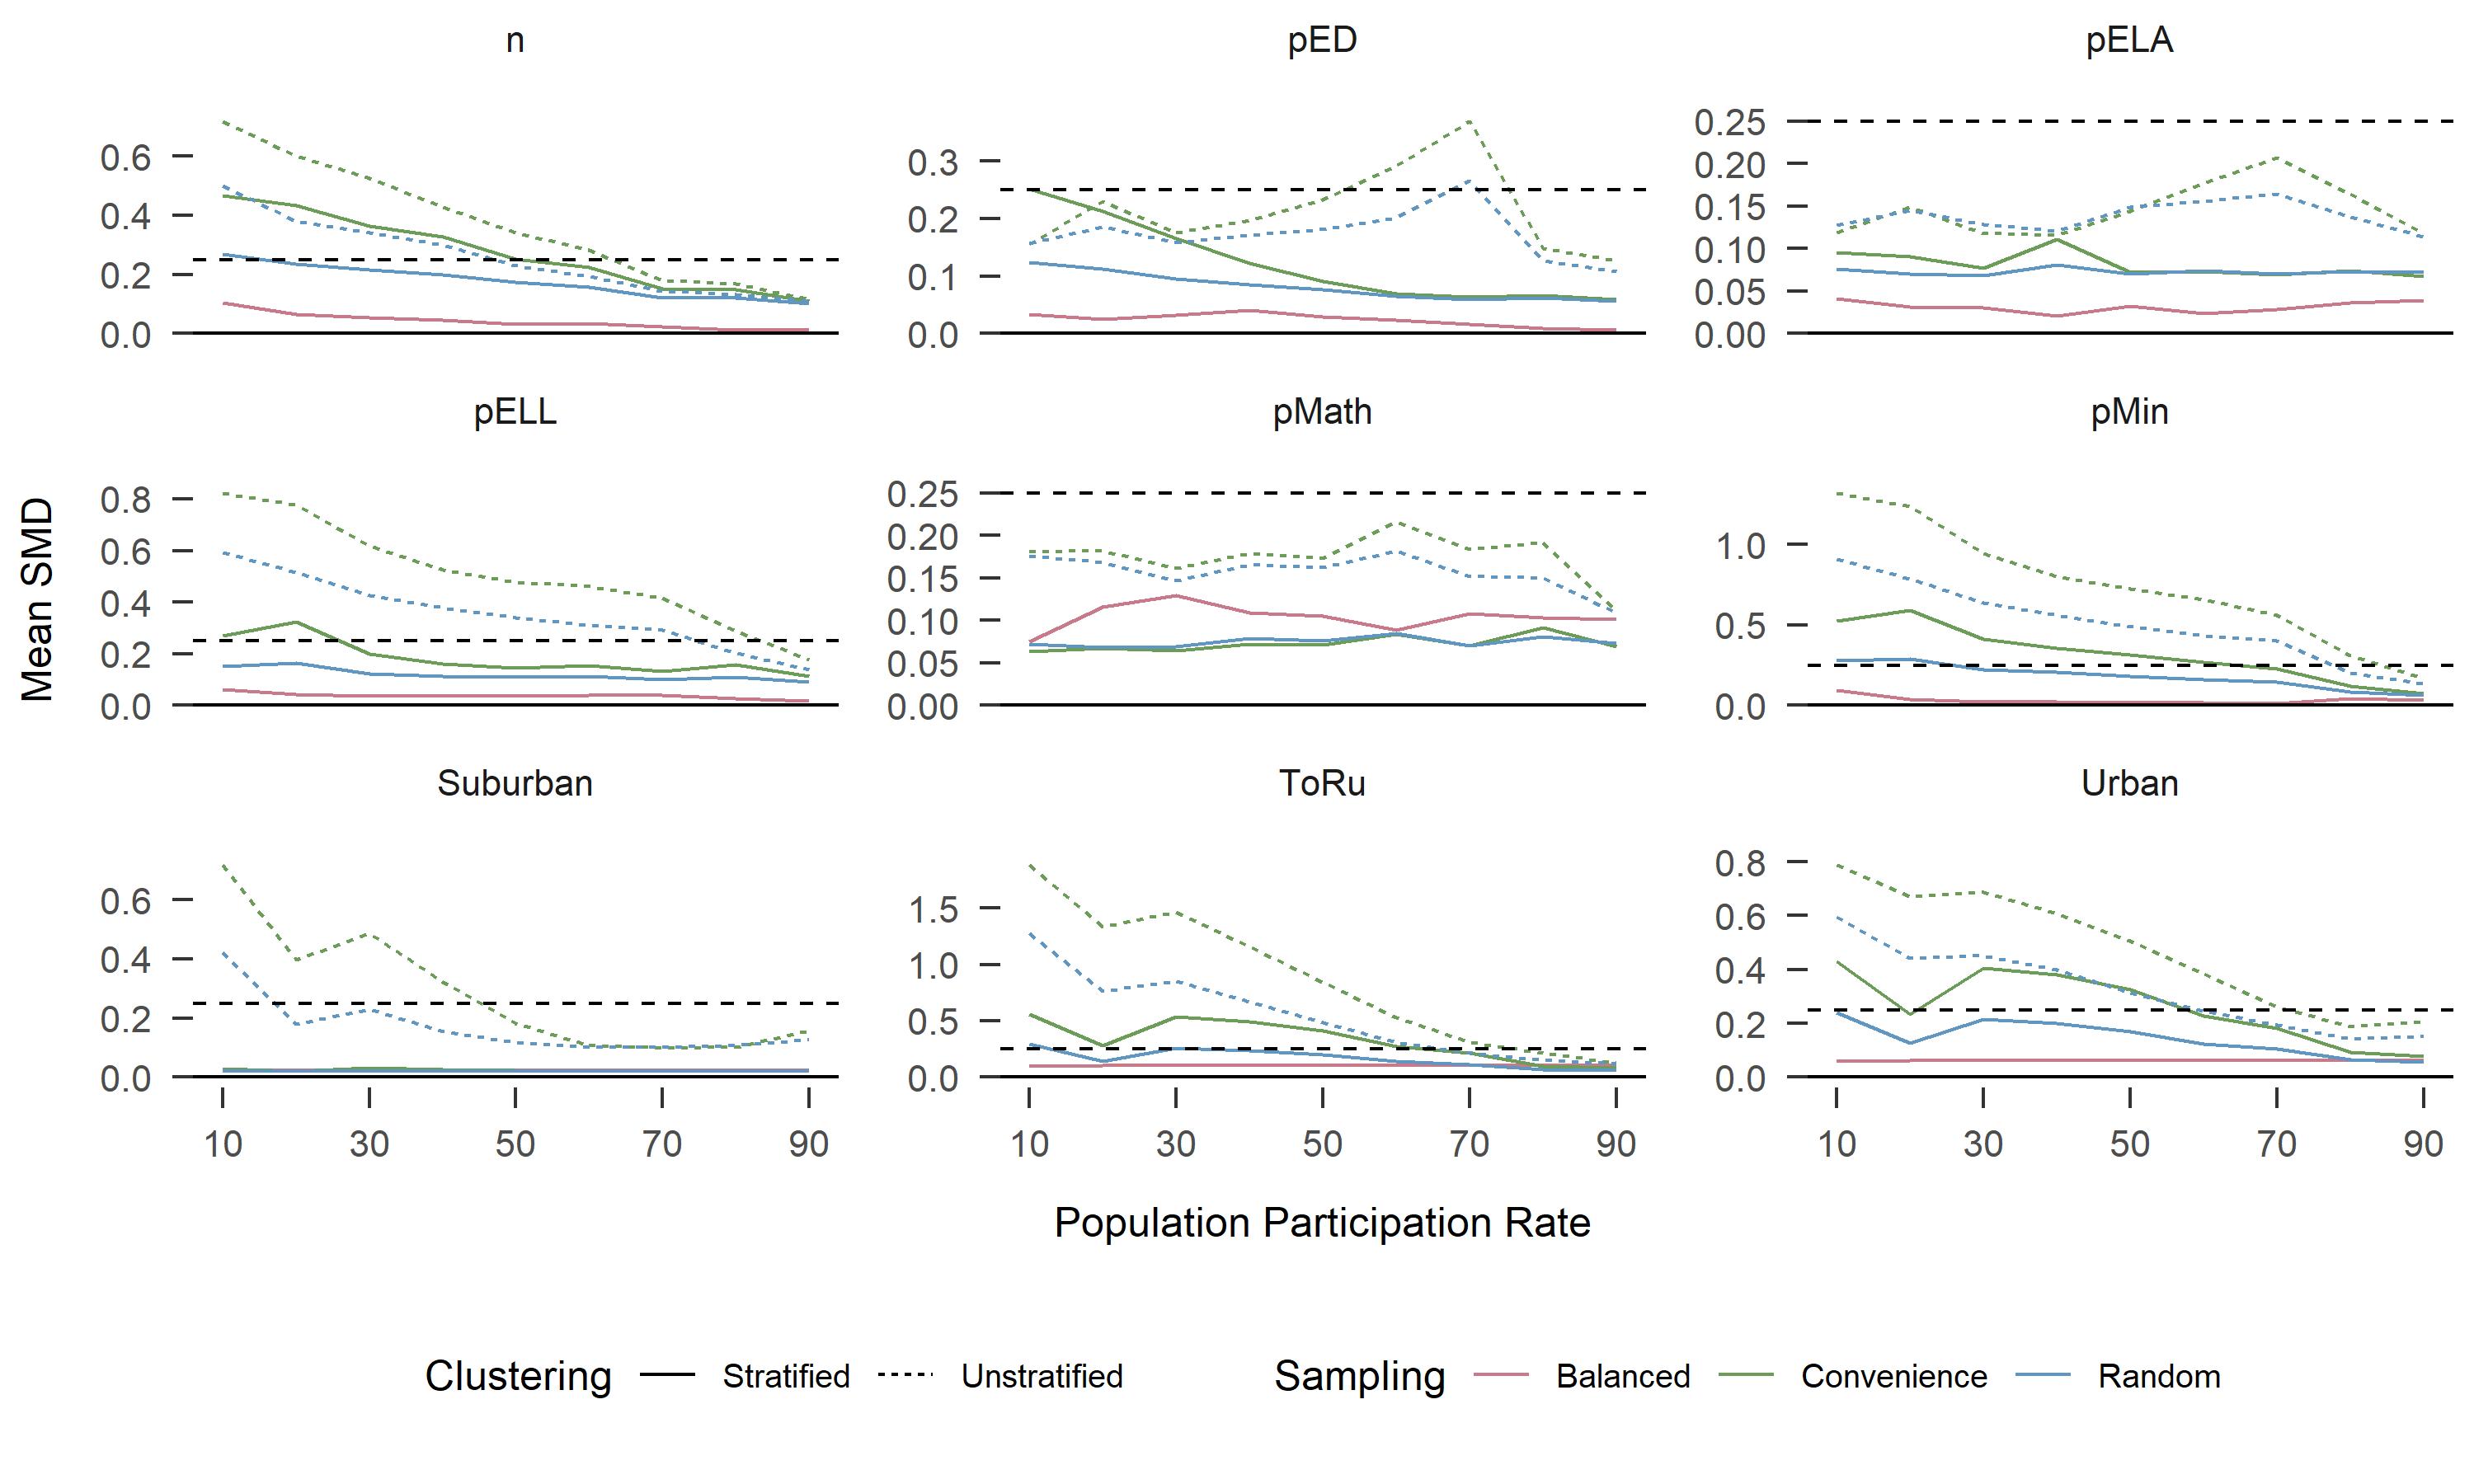 n pED pELA
0.6 0.4 0.2 0.0
0.3 0.2 0.1 0.0
0.25 0.20 0.15 0.10 0.05 0.00
pELL pMath pMin
0.8 0.6 0.4 0.2 0.0
0.25 0.20 0.15 0.10 0.05 0.00
1.0 0.5 0.0
Mean SMD
Suburban ToRu Urban
0.6 0.4 0.2 0.0
1.5 1.0 0.5 0.0
0.8 0.6 0.4 0.2 0.0
10 30 50 70 90 10 30 50 70 90 10 30 50 70 90
Population Participation Rate
Clustering Stratified Unstratified Sampling Balanced Convenience Random